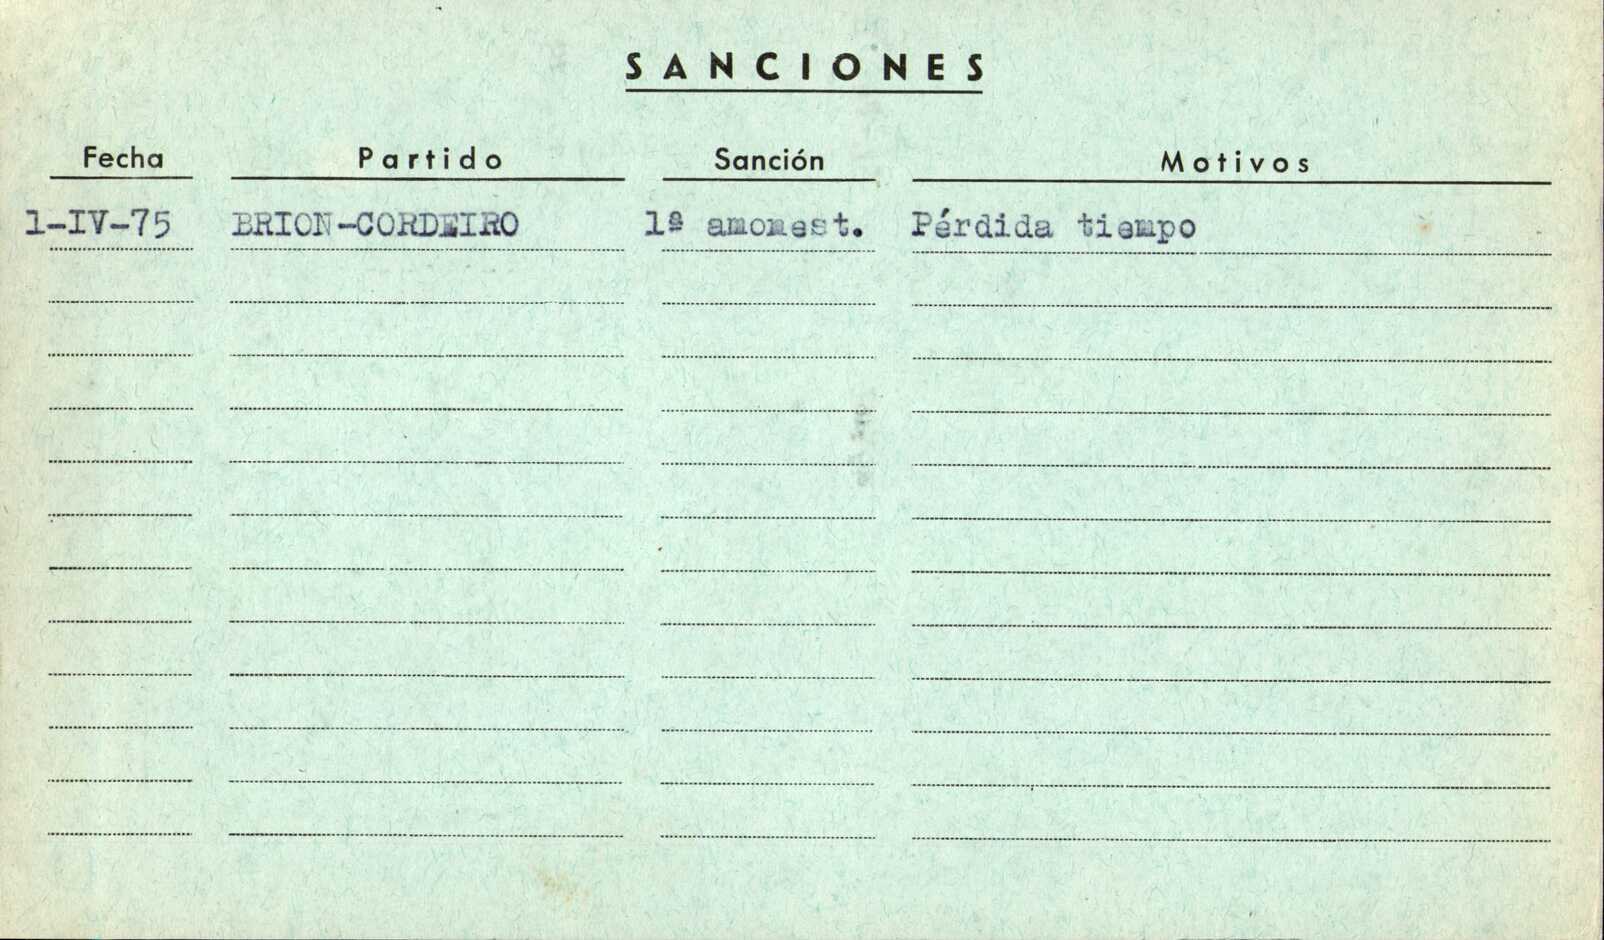 SANCIONES
Fecha Partido Sanción Motivos
1-IV-75 BRION-CORDEIRO 1ª amonest. Pérdida tiempo